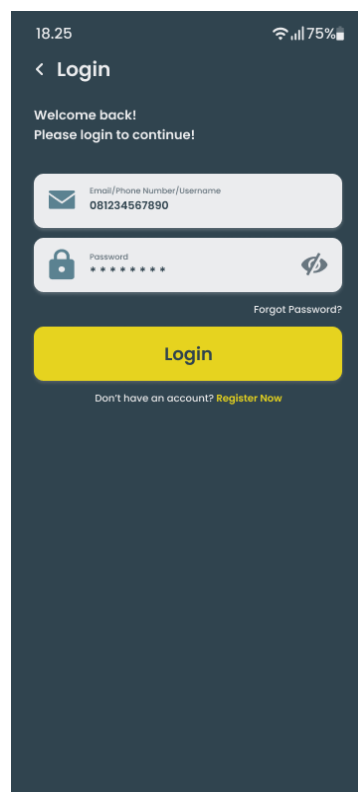 18.25 75%
< Login
Welcome back!
Please login to continue!
Email/Phone Number/Username
081234567890
Password
********
Forgot Password?
Login
Don't have an account? Register Now